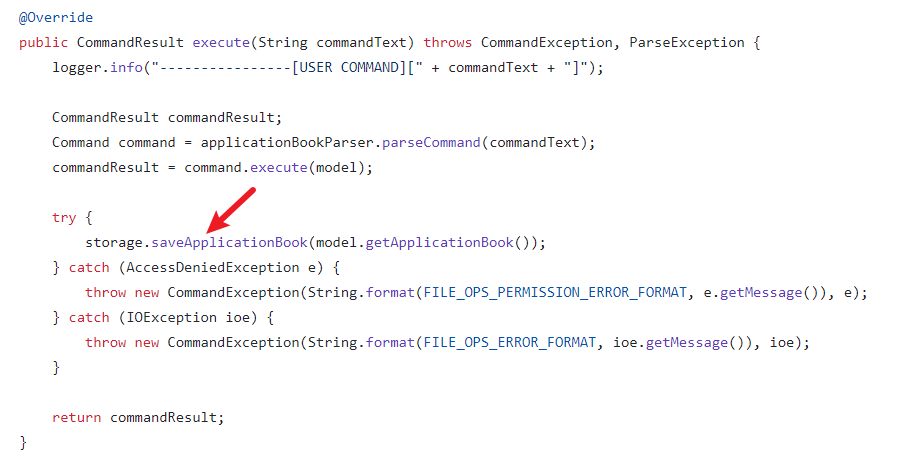 @Override
public CommandResult execute(String commandText) throws CommandException, ParseException {
    logger.info("----------------[USER COMMAND][" + commandText + "]");

    CommandResult commandResult;
    Command command = applicationBookParser.parseCommand(commandText);
    commandResult = command.execute(model);

    try {
        storage.saveApplicationBook(model.getApplicationBook());
    } catch (AccessDeniedException e) {
        throw new CommandException(String.format(FILE_OPS_PERMISSION_ERROR_FORMAT, e.getMessage()), e);
    } catch (IOException ioe) {
        throw new CommandException(String.format(FILE_OPS_ERROR_FORMAT, ioe.getMessage()), ioe);
    }

    return commandResult;
}